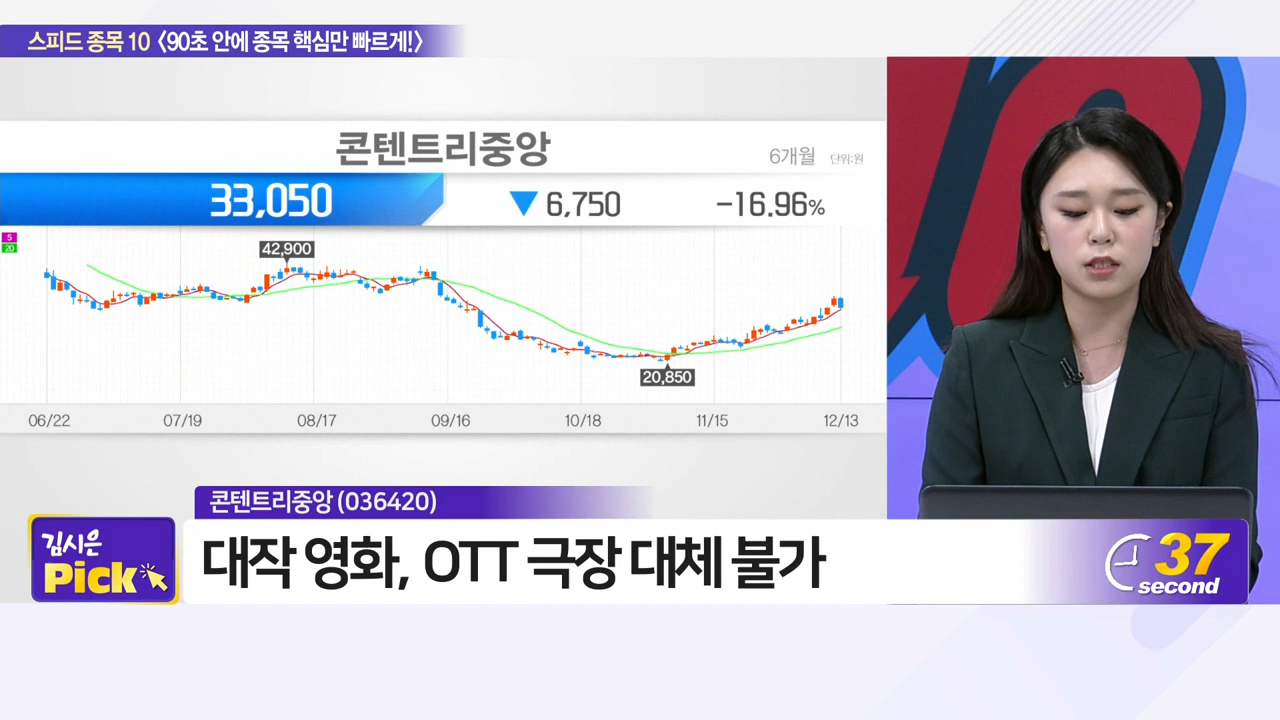 스피드 종목 10 〈90초 안에 종목 핵심만 빠르게!〉
콘텐트리중앙
6개월 단위:원
33,050 ▼ 6,750 -16.96%
5
20
42,900
20,850
06/22 07/19 08/17 09/16 10/18 11/15 12/13
콘텐트리중앙 (036420)
김시은
Pick
대작 영화, OTT 극장 대체 불가
37
second